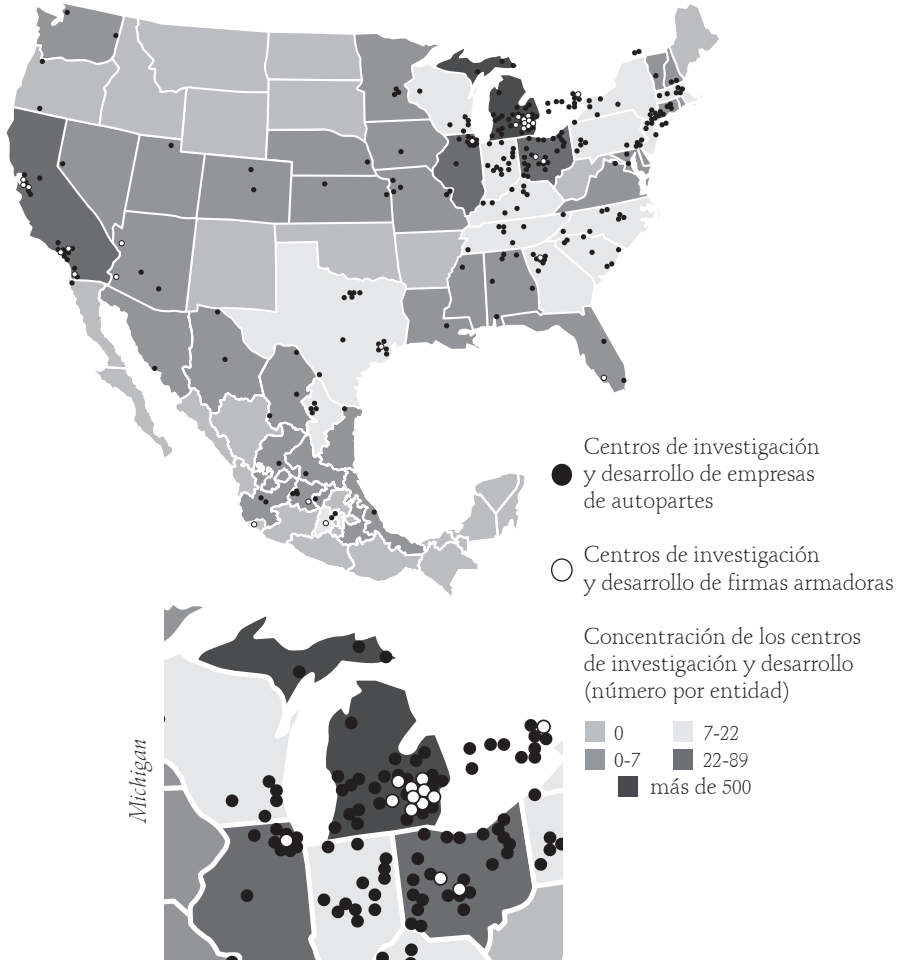 Centros de investigación
y desarrollo de empresas
de autopartes
Centros de investigación
y desarrollo de firmas armadoras
Concentración de los centros
de investigación y desarrollo
(número por entidad)
0
7-22
0-7
22-89
más de 500
Michigan